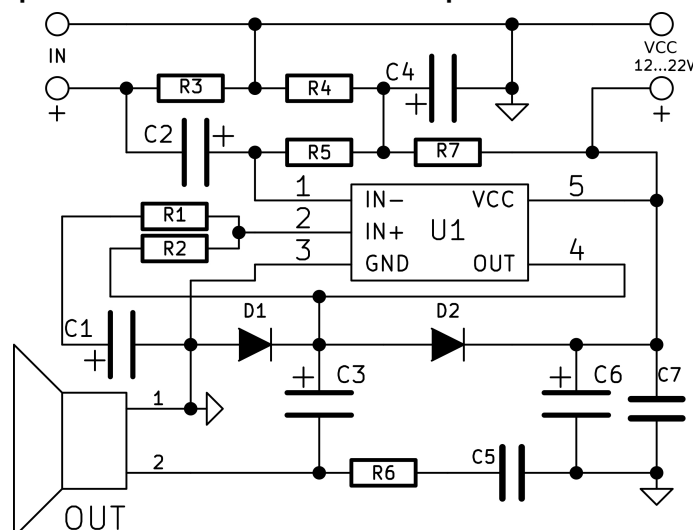 IN
VCC
12...22V
+
+
R3
R4
C4
+
C2
+
R5
R7
1
IN-
VCC
5
R1
2
IN+
U1
R2
3
GND
OUT
4
D1
D2
C1
+
C3
+
C6
+
C7
1
2
R6
C5
OUT